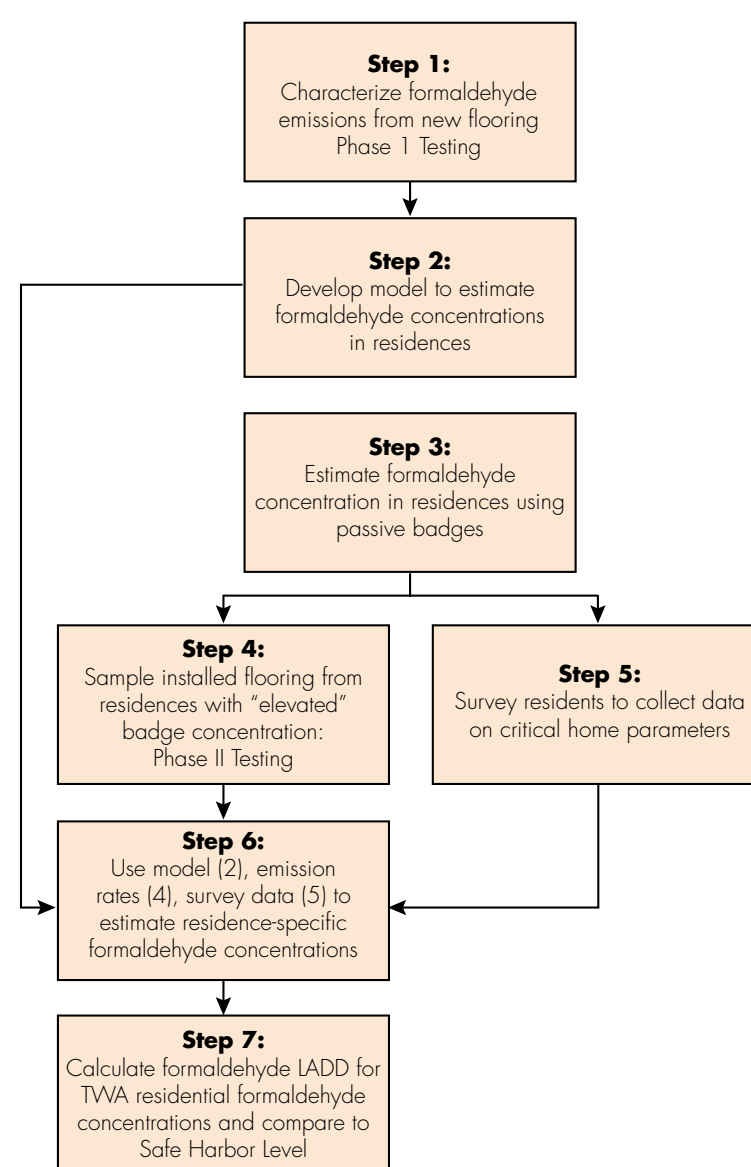 Step 1:
Characterize formaldehyde
emissions from new flooring
Phase 1 Testing
Step 2:
Develop model to estimate
formaldehyde concentrations
in residences
Step 3:
Estimate formaldehyde
concentration in residences using
passive badges
Step 4:
Sample installed flooring from
residences with “elevated”
badge concentration:
Phase II Testing
Step 5:
Survey residents to collect data
on critical home parameters
Step 6:
Use model (2), emission
rates (4), survey data (5) to
estimate residence-specific
formaldehyde concentrations
Step 7:
Calculate formaldehyde LADD for
TWA residential formaldehyde
concentrations and compare to
Safe Harbor Level